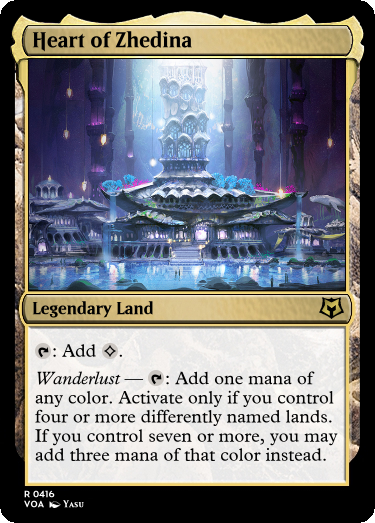 Heart of Zhedina
Legendary Land
: Add .
Wanderlust — : Add one mana of
any color. Activate only if you control
four or more differently named lands.
If you control seven or more, you may
add three mana of that color instead.
R 0416
VOA Yasu